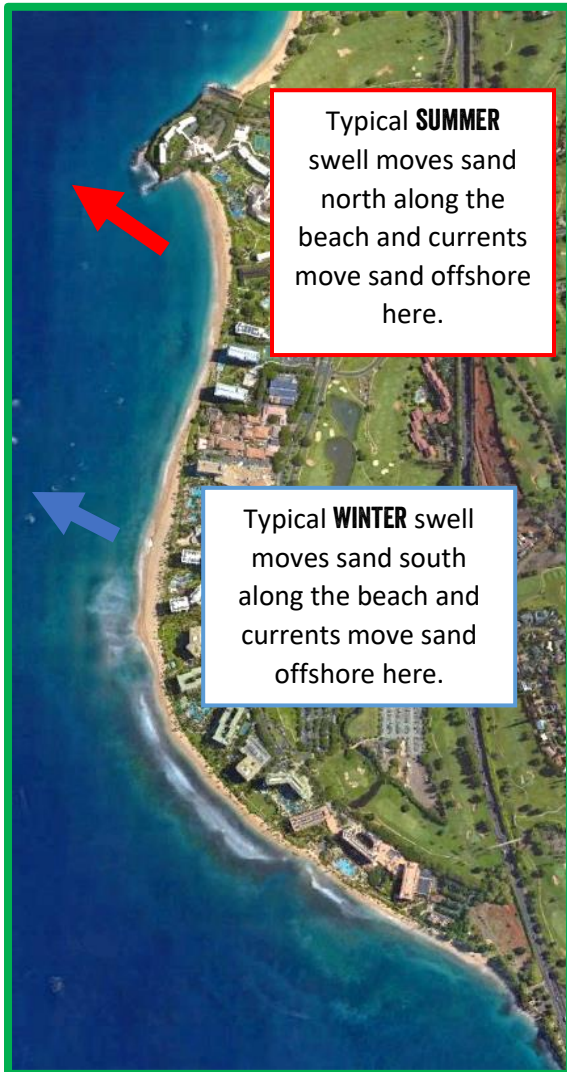 Typical SUMMER
swell moves sand
north along the
beach and currents
move sand offshore
here.
Typical WINTER swell
moves sand south
along the beach and
currents move sand
offshore here.